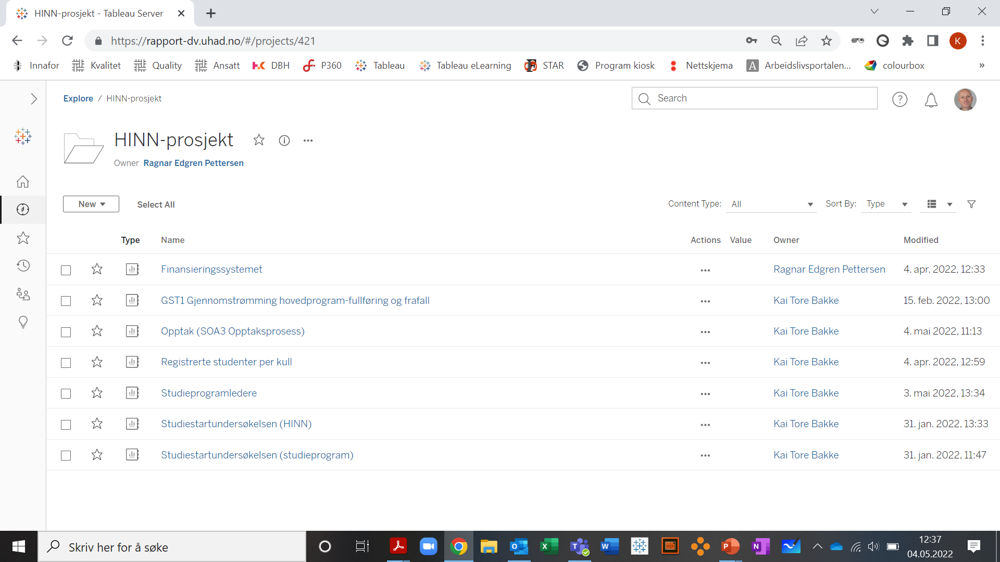 HINN-prosjekt - Tableau Server
https://rapport-dv.uhad.no/#/projects/421
K
Innafor Kvalitet Quality Ansatt DBH P360 Tableau Tableau eLearning STAR Program kiosk Nettskjema A Arbeidslivsportalen... colourbox »
Explore / HINN-prosjekt
Search
HINN-prosjekt
Owner Ragnar Edgren Pettersen
New Select All Content Type: All Sort By: Type
Type Name Actions Value Owner Modified
Finansieringssystemet Ragnar Edgren Pettersen 4. apr. 2022, 12:33
GST1 Gjennomstrømming hovedprogram-fullføring og frafall Kai Tore Bakke 15. feb. 2022, 13:00
Opptak (SOA3 Opptaksprosess) Kai Tore Bakke 4. mai 2022, 11:13
Registrerte studenter per kull Kai Tore Bakke 4. apr. 2022, 12:59
Studieprogramledere Kai Tore Bakke 3. mai 2022, 13:34
Studiestartundersøkelsen (HINN) Kai Tore Bakke 31. jan. 2022, 13:33
Studiestartundersøkelsen (studieprogram) Kai Tore Bakke 31. jan. 2022, 11:47
Skriv her for å søke
12:37
04.05.2022